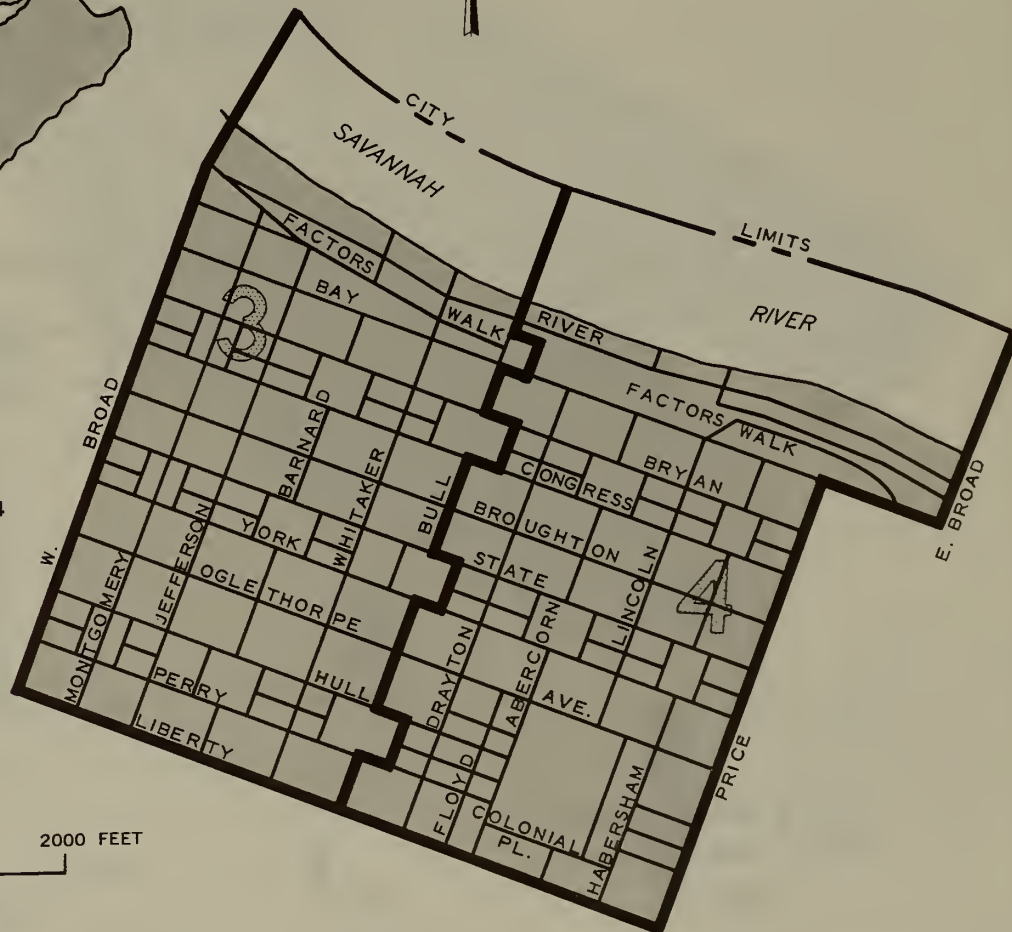 CITY
LIMITS
SAVANNAH
RIVER
FACTORS
WALK
RIVER
BAY
3
FACTORS
WALK
BROAD
W.
BARNARD
WHITAKER
BULL
CONGRESS
BRYAN
BROUGHTON
E. BROAD
YORK
STATE
JEFFERSON
MONTGOMERY
OGLETHORPE
AVE.
LINCOLN
4
ABERCORN
DRAYTON
PERRY
HULL
LIBERTY
FLOYD
COLONIAL
PL.
HABERSHAM
PRICE
2000 FEET